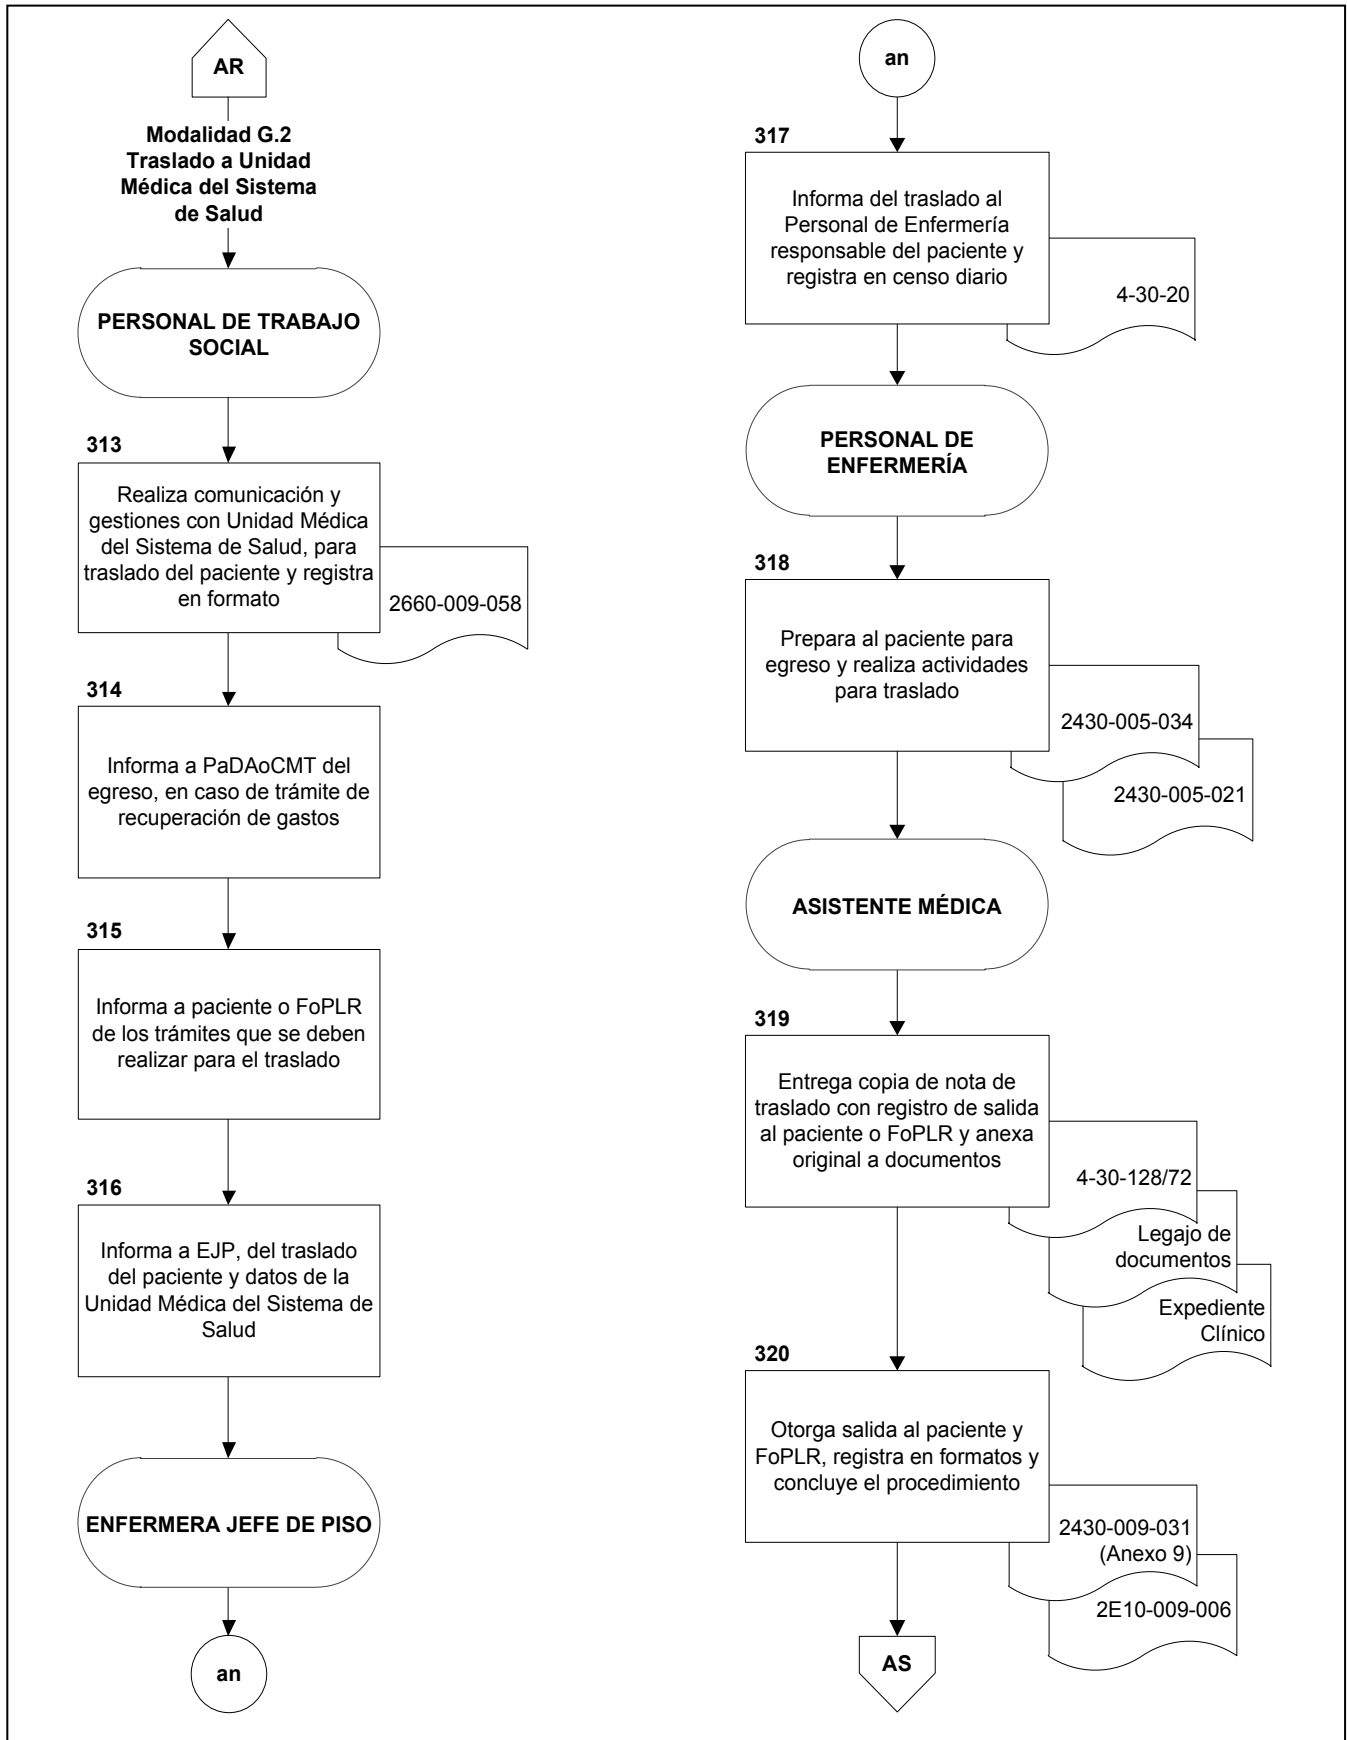 AR
Modalidad G.2
Traslado a Unidad
Médica del Sistema
de Salud
PERSONAL DE TRABAJO
SOCIAL
313
Realiza comunicación y
gestiones con Unidad Médica
del Sistema de Salud, para
traslado del paciente y registra
en formato
2660-009-058
314
Informa a PaDAoCMT del
egreso, en caso de trámite de
recuperación de gastos
315
Informa a paciente o FoPLR
de los trámites que se deben
realizar para el traslado
316
Informa a EJP, del traslado
del paciente y datos de la
Unidad Médica del Sistema de
Salud
ENFERMERA JEFE DE PISO
an
an
317
Informa del traslado al
Personal de Enfermería
responsable del paciente y
registra en censo diario
4-30-20
PERSONAL DE
ENFERMERÍA
318
Prepara al paciente para
egreso y realiza actividades
para traslado
2430-005-034
2430-005-021
ASISTENTE MÉDICA
319
Entrega copia de nota de
traslado con registro de salida
al paciente o FoPLR y anexa
original a documentos
4-30-128/72
Legajo de
documentos
Expediente
Clínico
320
Otorga salida al paciente y
FoPLR, registra en formatos y
concluye el procedimiento
2430-009-031
(Anexo 9)
2E10-009-006
AS